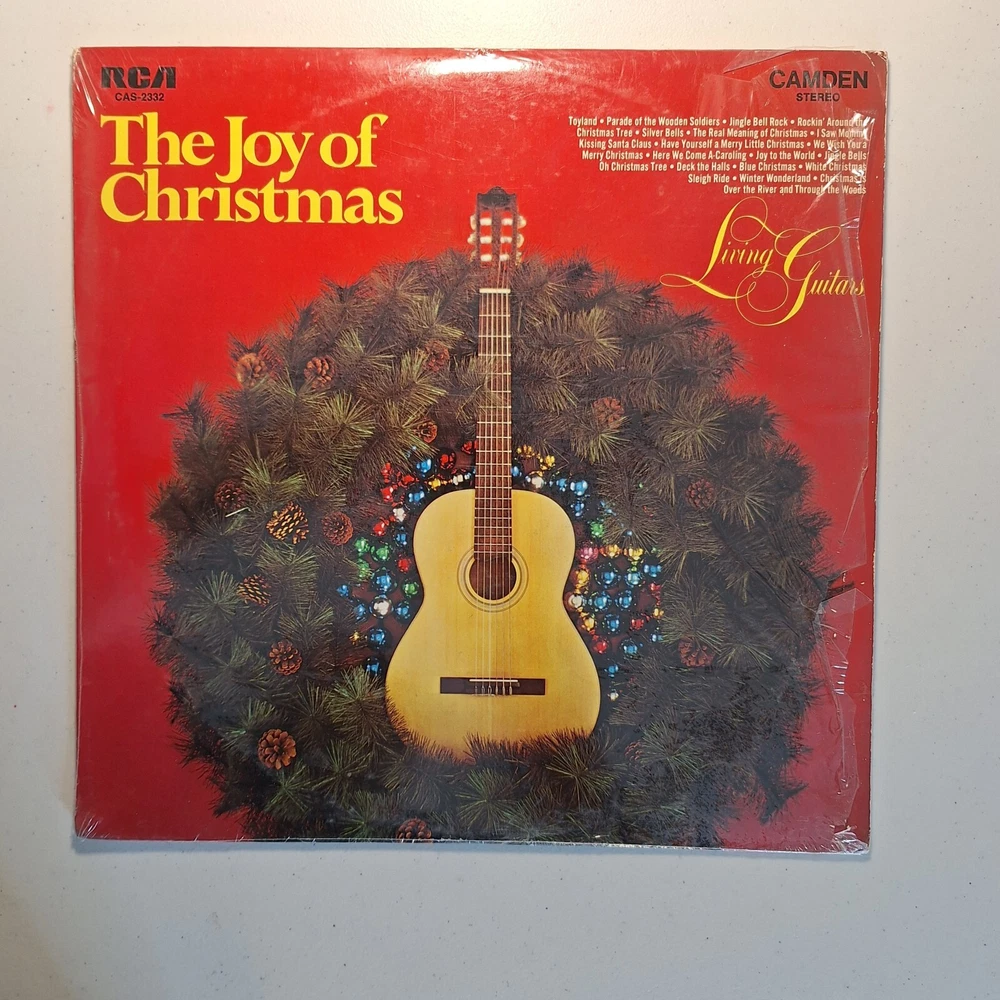 RCA
CAS-2332
CAMDEN
STEREO
The Joy of
Christmas
Toyland • Parade of the Wooden Soldiers • Jingle Bell Rock • Rockin' Around the
Christmas Tree • Silver Bells • The Real Meaning of Christmas • I Saw Mommy
Kissing Santa Claus • Have Yourself a Merry Little Christmas • We Wish You a
Merry Christmas • Here We Come A-Caroling • Joy to the World • Jingle Bells
Oh Christmas Tree • Deck the Halls • Blue Christmas • White Christmas
Sleigh Ride • Winter Wonderland • Christmas Is
Over the River and Through the Woods
Living Guitars